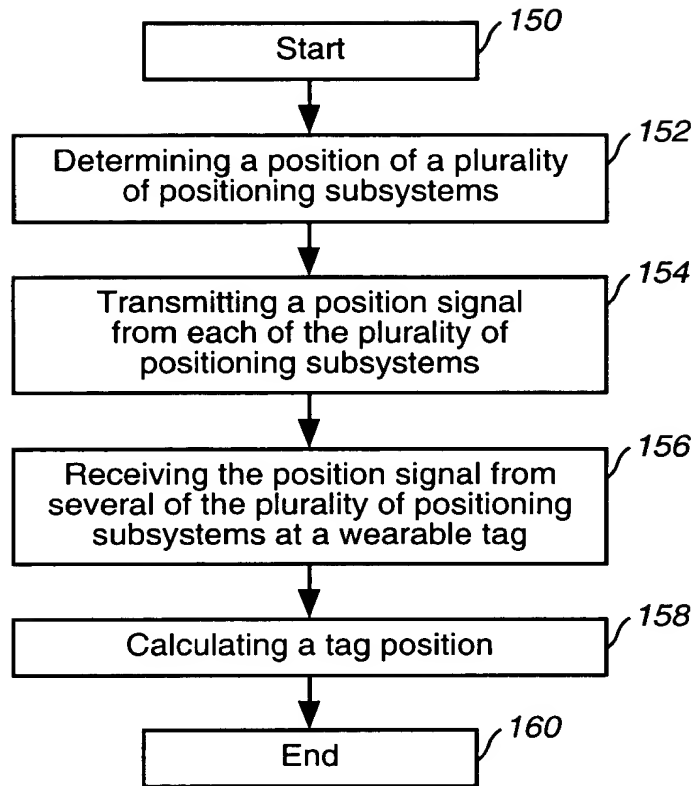 150
Start
152
Determining a position of a plurality
of positioning subsystems
154
Transmitting a position signal
from each of the plurality of
positioning subsystems
156
Receiving the position signal from
several of the plurality of positioning
subsystems at a wearable tag
158
Calculating a tag position
160
End